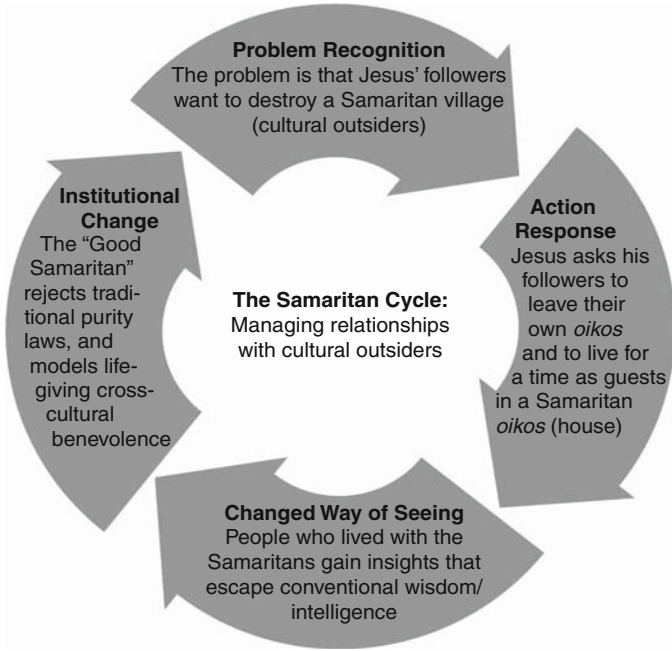 Problem Recognition
The problem is that Jesus’ followers
want to destroy a Samaritan village
(cultural outsiders)
Action
Response
Jesus asks his
followers to
leave their
own oikos
and to live for
a time as guests
in a Samaritan
oikos (house)
Changed Way of Seeing
People who lived with the
Samaritans gain insights that
escape conventional wisdom/
intelligence
Institutional
Change
The “Good
Samaritan”
rejects tradi-
tional purity
laws, and
models life-
giving cross-
cultural
benevolence
The Samaritan Cycle:
Managing relationships
with cultural outsiders